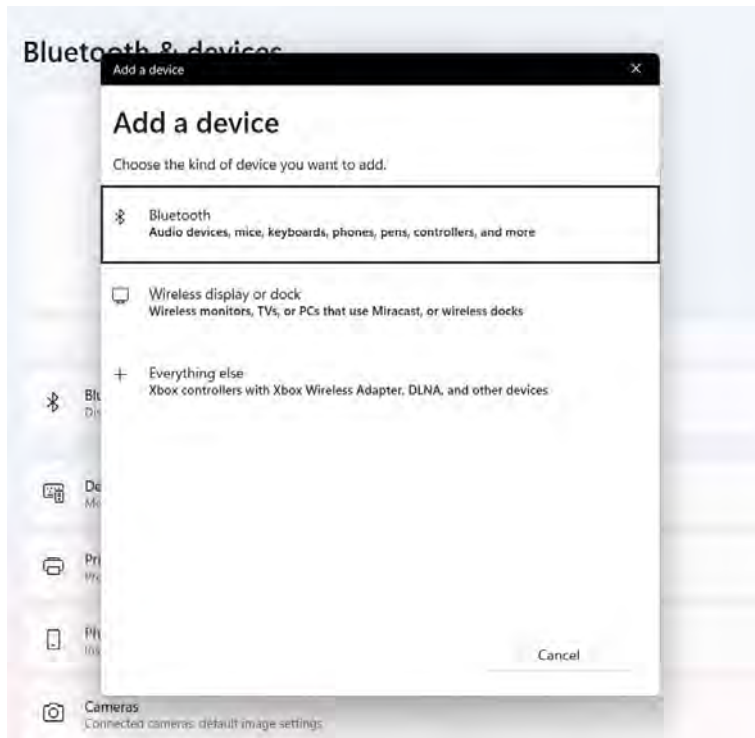 Bluetooth & devices
Add a device
Add a device
Choose the kind of device you want to add.
Bluetooth
Audio devices, mice, keyboards, phones, pens, controllers, and more
Wireless display or dock
Wireless monitors, TVs, or PCs that use Miracast, or wireless docks
Everything else
Xbox controllers with Xbox Wireless Adapter, DLNA, and other devices
Cancel
Cameras
Connected cameras, default image settings